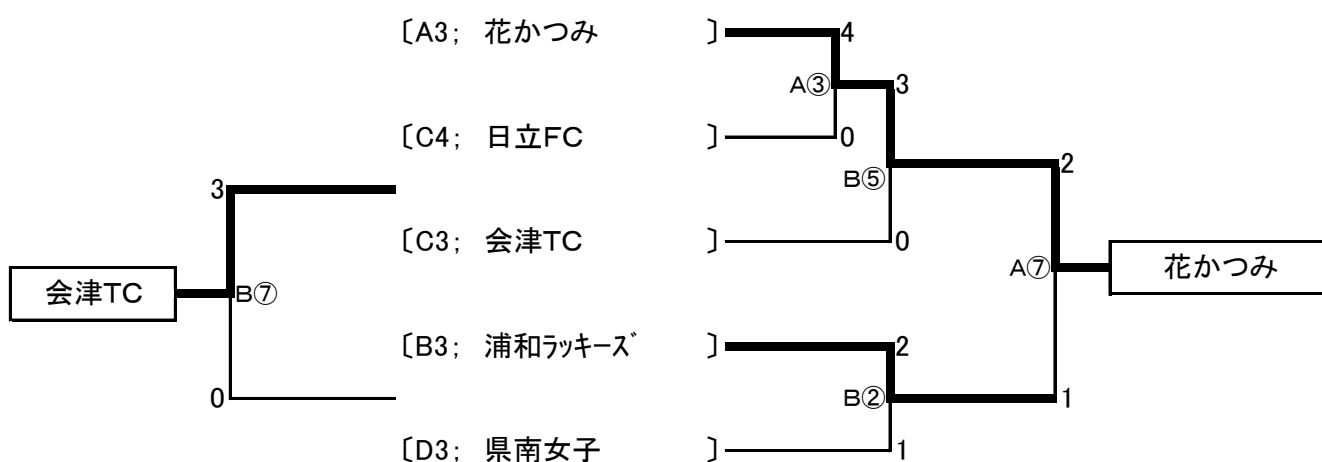 〔A3; 花かつみ 〕 4
A③ 3
〔C4; 日立FC 〕 0
B⑤ 2
3
〔C3; 会津TC 〕 0
A⑦ 花かつみ
会津TC B⑦
〔B3; 浦和ﾗｯｷｰｽﾞ 〕 2
0 B② 1
〔D3; 県南女子 〕 1